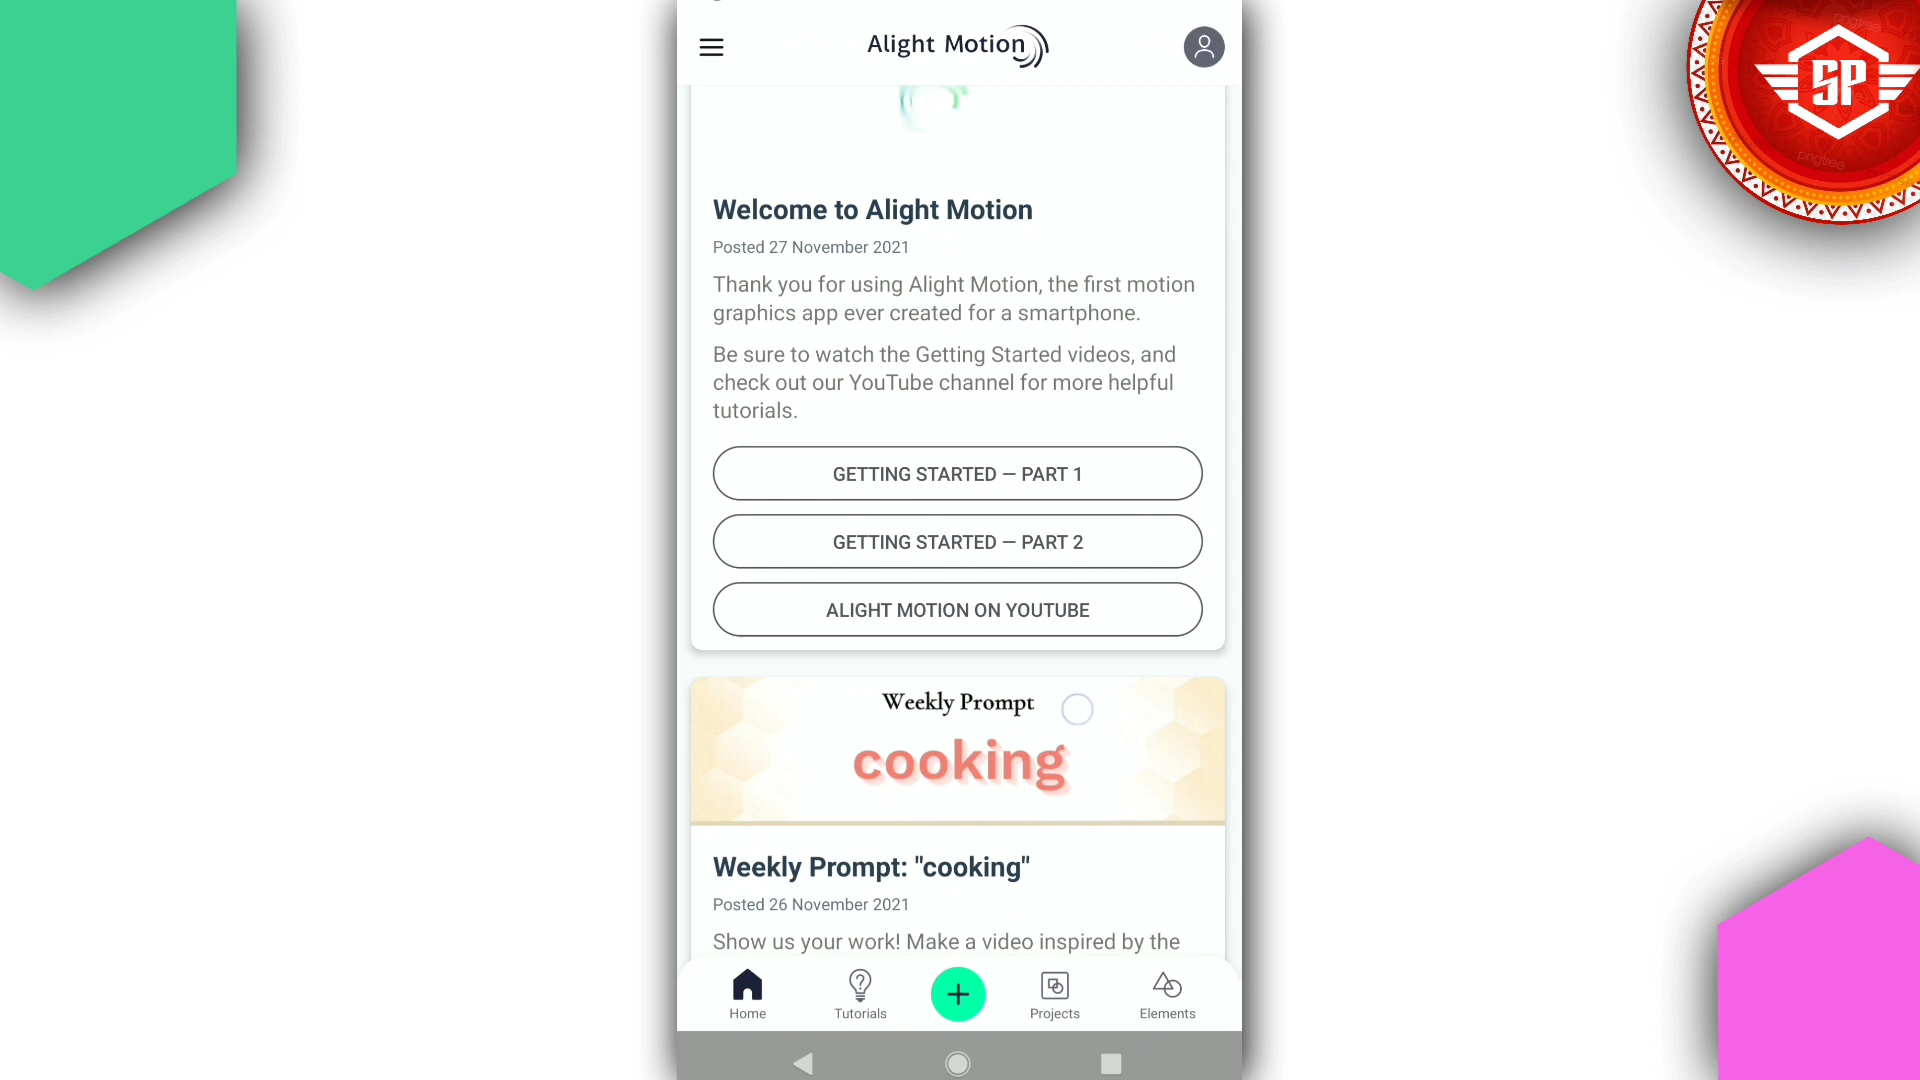 Alight Motion
SP
pngtree
Welcome to Alight Motion
Posted 27 November 2021
Thank you for using Alight Motion, the first motion
graphics app ever created for a smartphone.
Be sure to watch the Getting Started videos, and
check out our YouTube channel for more helpful
tutorials.
GETTING STARTED — PART 1
GETTING STARTED — PART 2
ALIGHT MOTION ON YOUTUBE
Weekly Prompt
cooking
Weekly Prompt: "cooking"
Posted 26 November 2021
Show us your work! Make a video inspired by the
Home
Tutorials
Projects
Elements